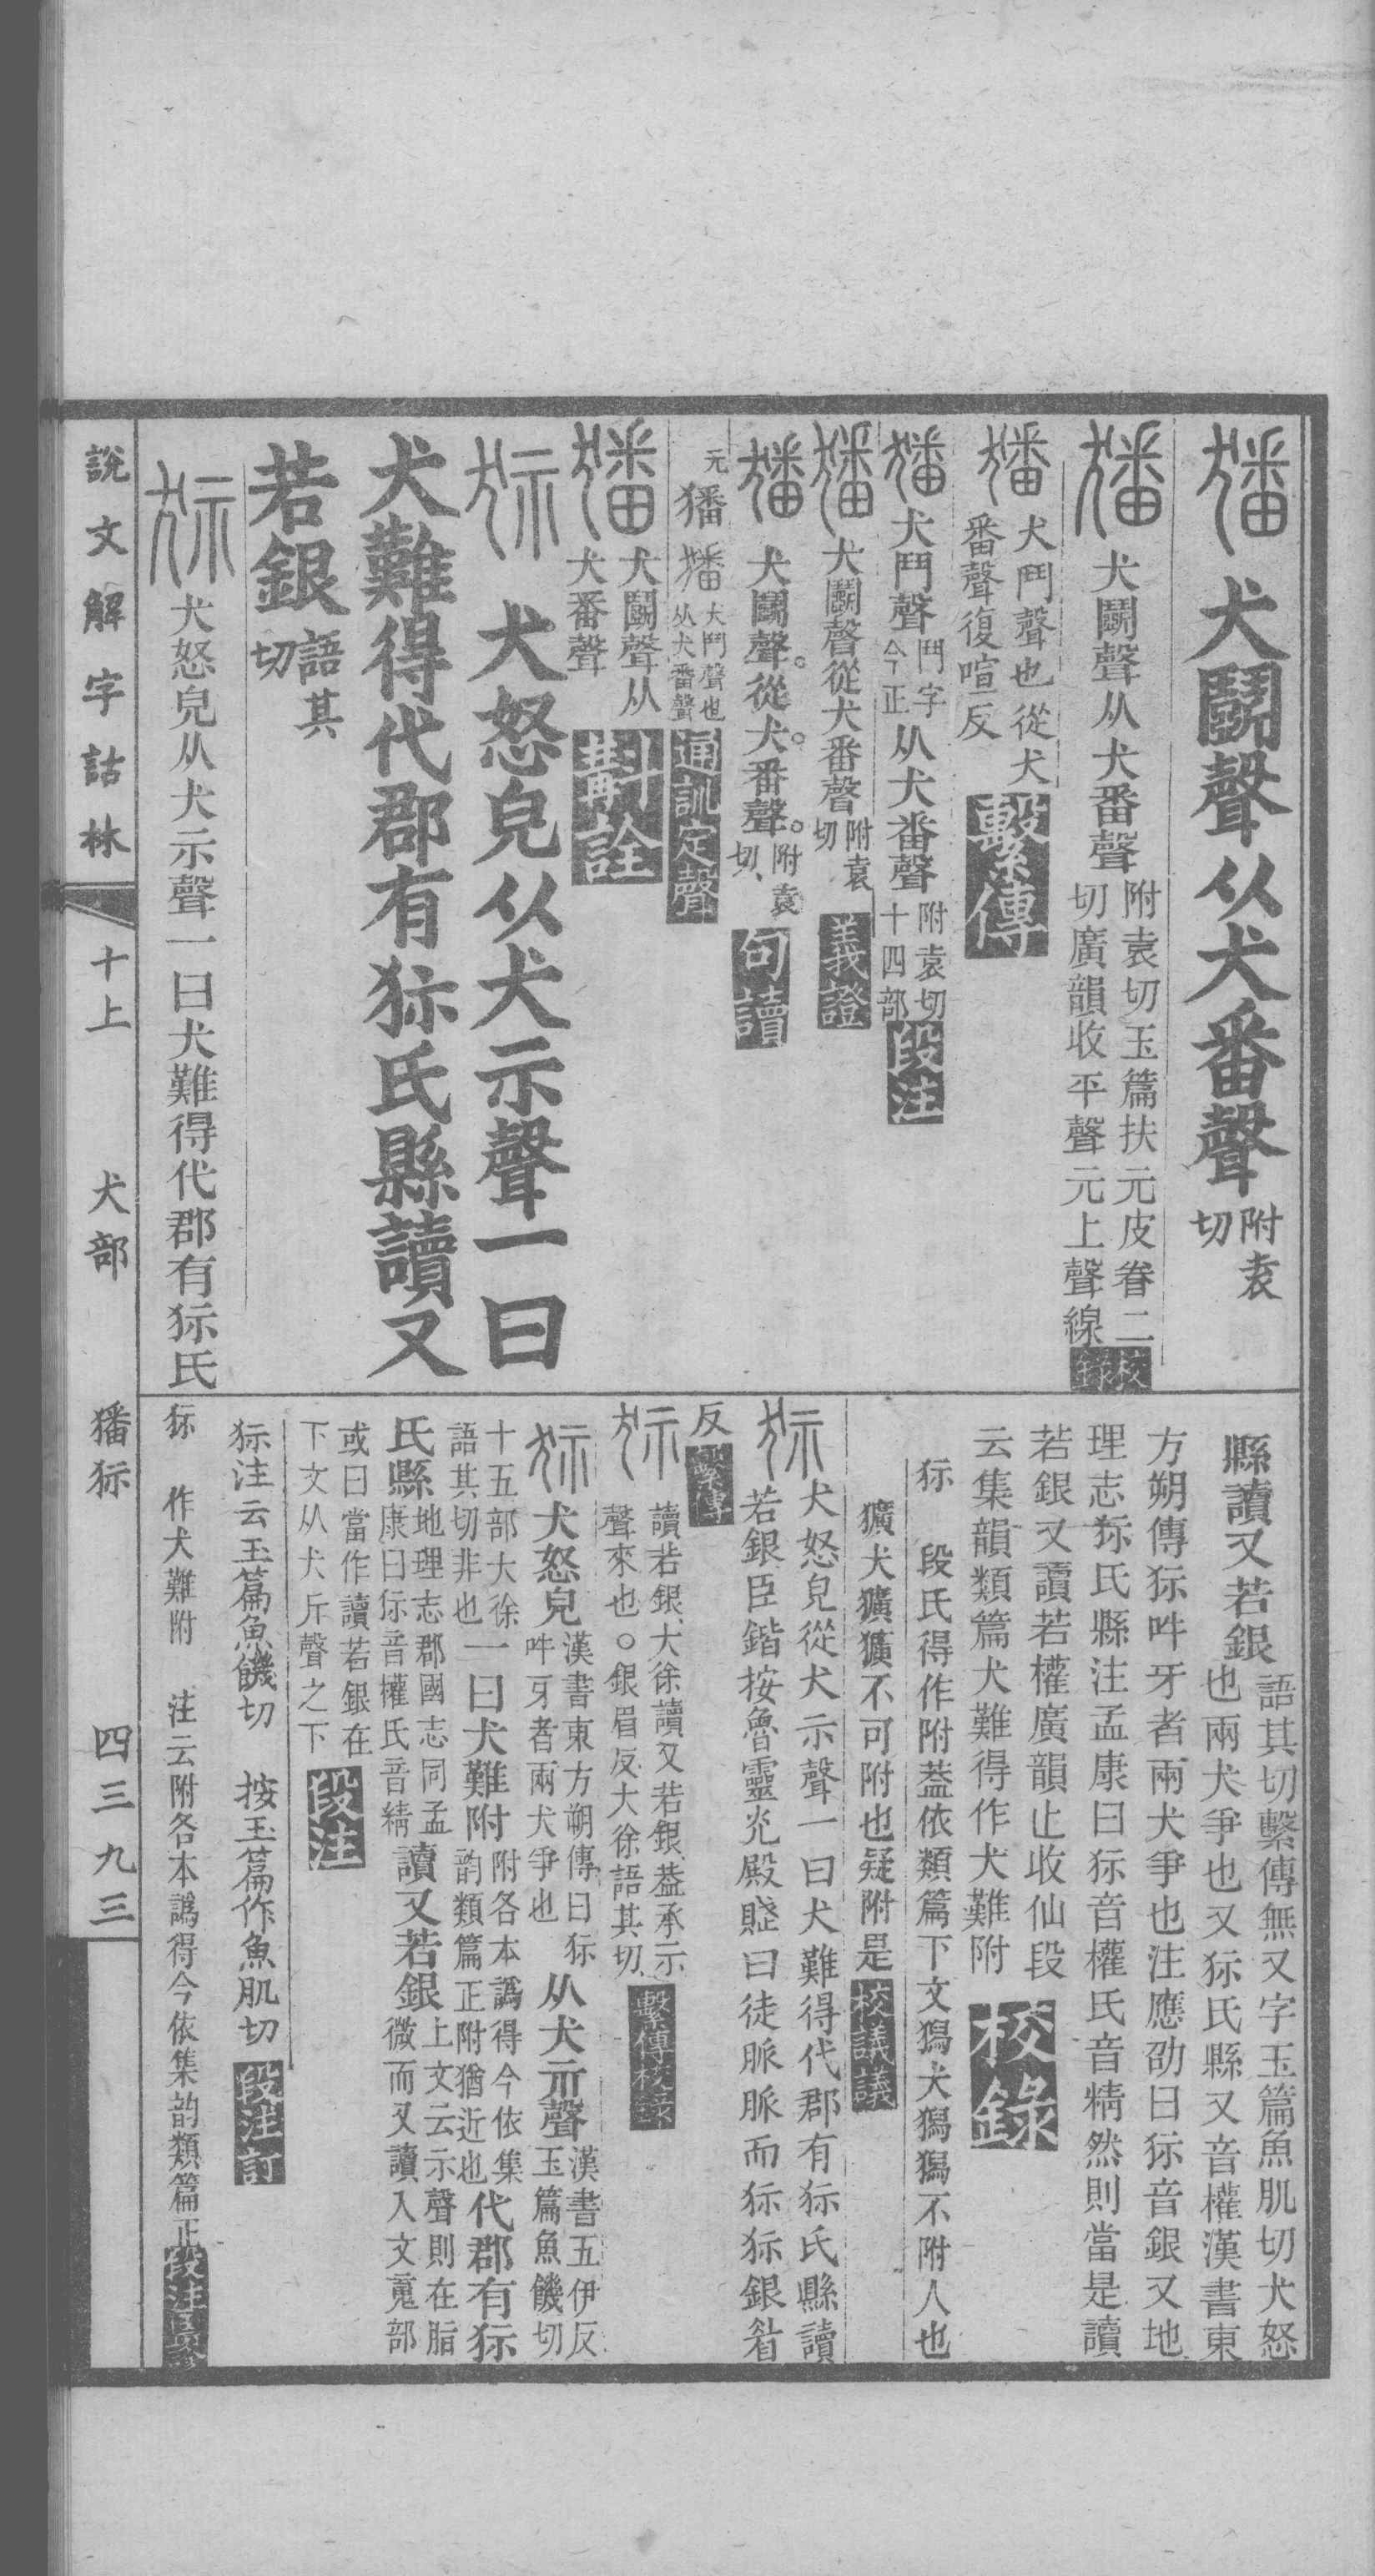 獦 犬鬭聲从犬番聲附袁切
獦 犬鬭聲从犬番聲附袁切玉篇扶元皮眷二切廣韻收平聲元上聲線校錄
獦 犬鬥聲也從犬番聲復喧反繫傳
獦 犬鬥聲鬥字今正从犬番聲附袁切十四部段注
獦 犬鬭聲從犬番聲附袁切義證
獦 犬鬭聲。從犬。番聲。附袁切、句讀
元獦獦犬鬥聲也从犬番聲通訓定聲
獦 犬鬭聲从犬番聲斠詮
狋 犬怒皃从犬示聲一曰
犬難得代郡有狋氏縣讀又
若銀語其切
狋 犬怒皃从犬示聲一曰犬難得代郡有狋氏
縣讀又若銀語其切繫傳無又字玉篇魚肌切犬怒也兩犬爭也又狋氏縣又音權漢書東
方朔傳狋吽牙者兩犬爭也注應劭曰狋音銀又地
理志狋氏縣注孟康曰狋音權氏音精然則當是讀
若銀又讀若權廣韻止收仙段
云集韻類篇犬難得作犬難附校錄
狋 段氏得作附葢依類篇下文獡犬獡獡不附人也
獷犬獷獷不可附也疑附是校議議
狋 犬怒皃從犬示聲一曰犬難得代郡有狋氏縣讀若銀臣鍇按魯靈光殿賦曰徒脈脈而狋狋銀眉
反繫傳
狋 讀若銀、大徐讀又若銀、葢承示聲來也。○銀眉反大徐語其切、繫傳校錄
狋 犬怒皃漢書東方朔傳曰狋吽牙者兩犬爭也从犬示聲漢書五伊反玉篇魚饑切
十五部大徐語其切非也一曰犬難附附各本譌得今依集韵類篇正附猶近也代郡有狋
氏縣地理志郡國志同孟康曰狋音權氏音精讀又若銀上文云示聲則在脂微而又讀入文䰟部
或曰當作讀若銀在下文从犬斤聲之下段注
狋注云玉篇魚饑切 按玉篇作魚肌切段注訂
狋 作犬難附 注云附各本譌得今依集韵類篇正段注匡謬
說文解字詁林 十上 犬部 獦狋 四三九三